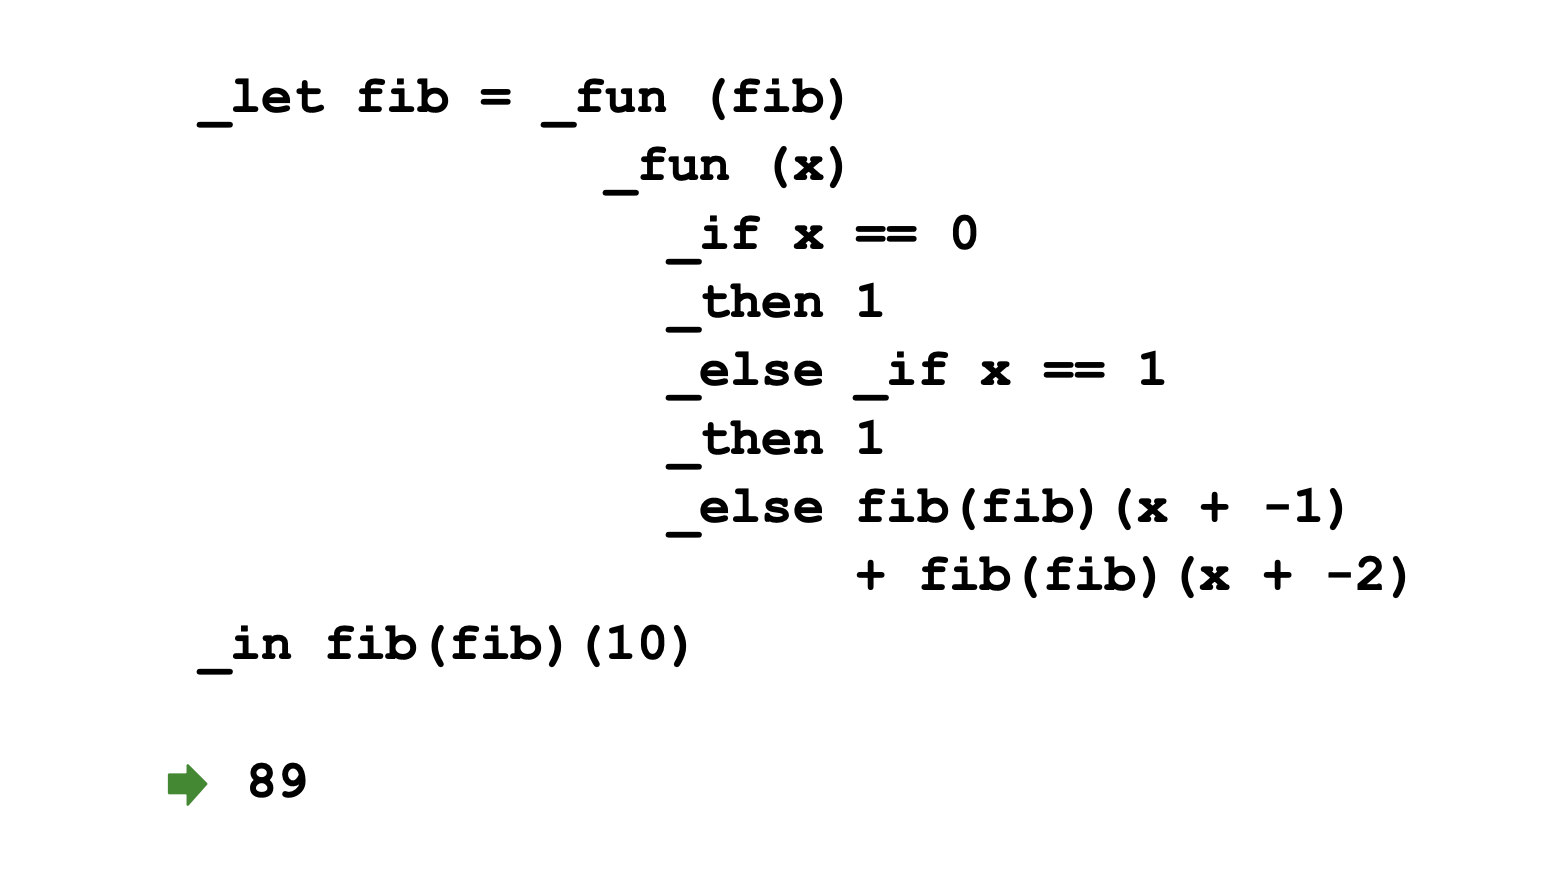 _let fib = _fun (fib)
_fun (x)
_if x == 0
_then 1
_else _if x == 1
_then 1
_else fib(fib)(x + -1)
+ fib(fib)(x + -2)
_in fib(fib)(10)
89